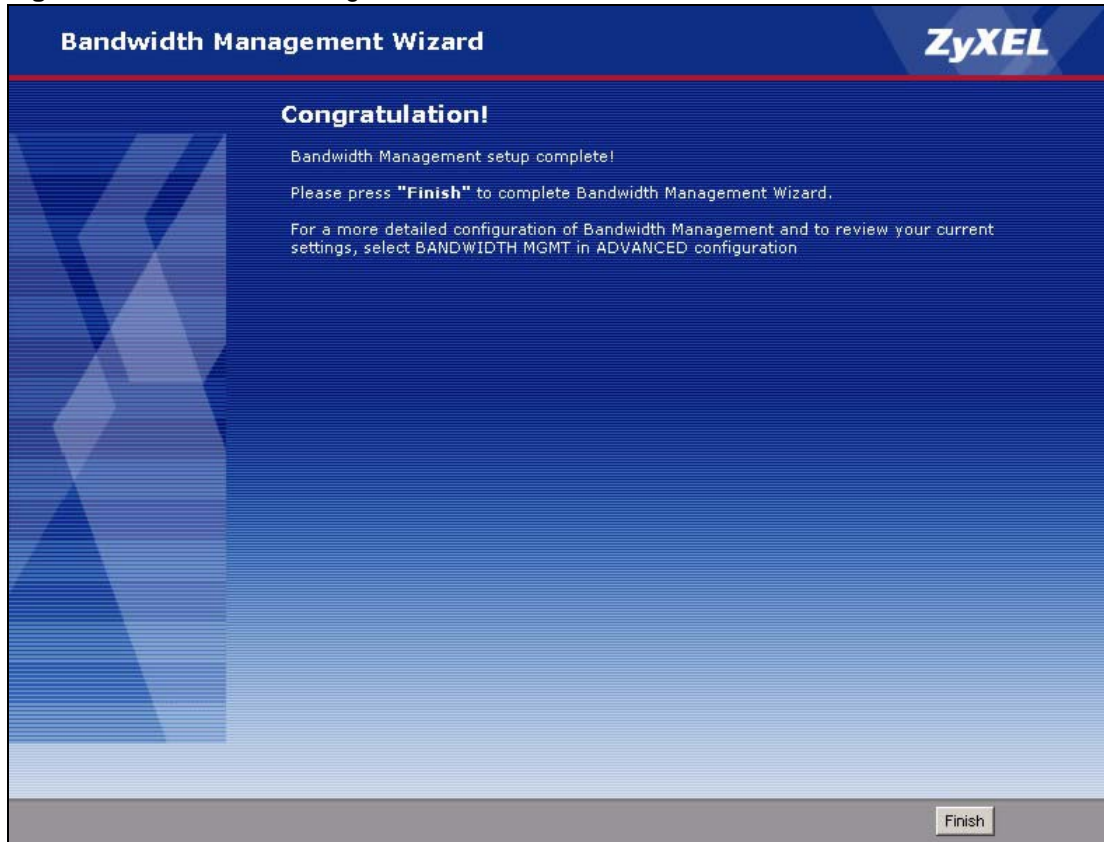 Bandwidth Management Wizard
ZyXEL
Congratulation!
Bandwidth Management setup complete!
Please press "Finish" to complete Bandwidth Management Wizard.
For a more detailed configuration of Bandwidth Management and to review your current
settings, select BANDWIDTH MGMT in ADVANCED configuration
Finish